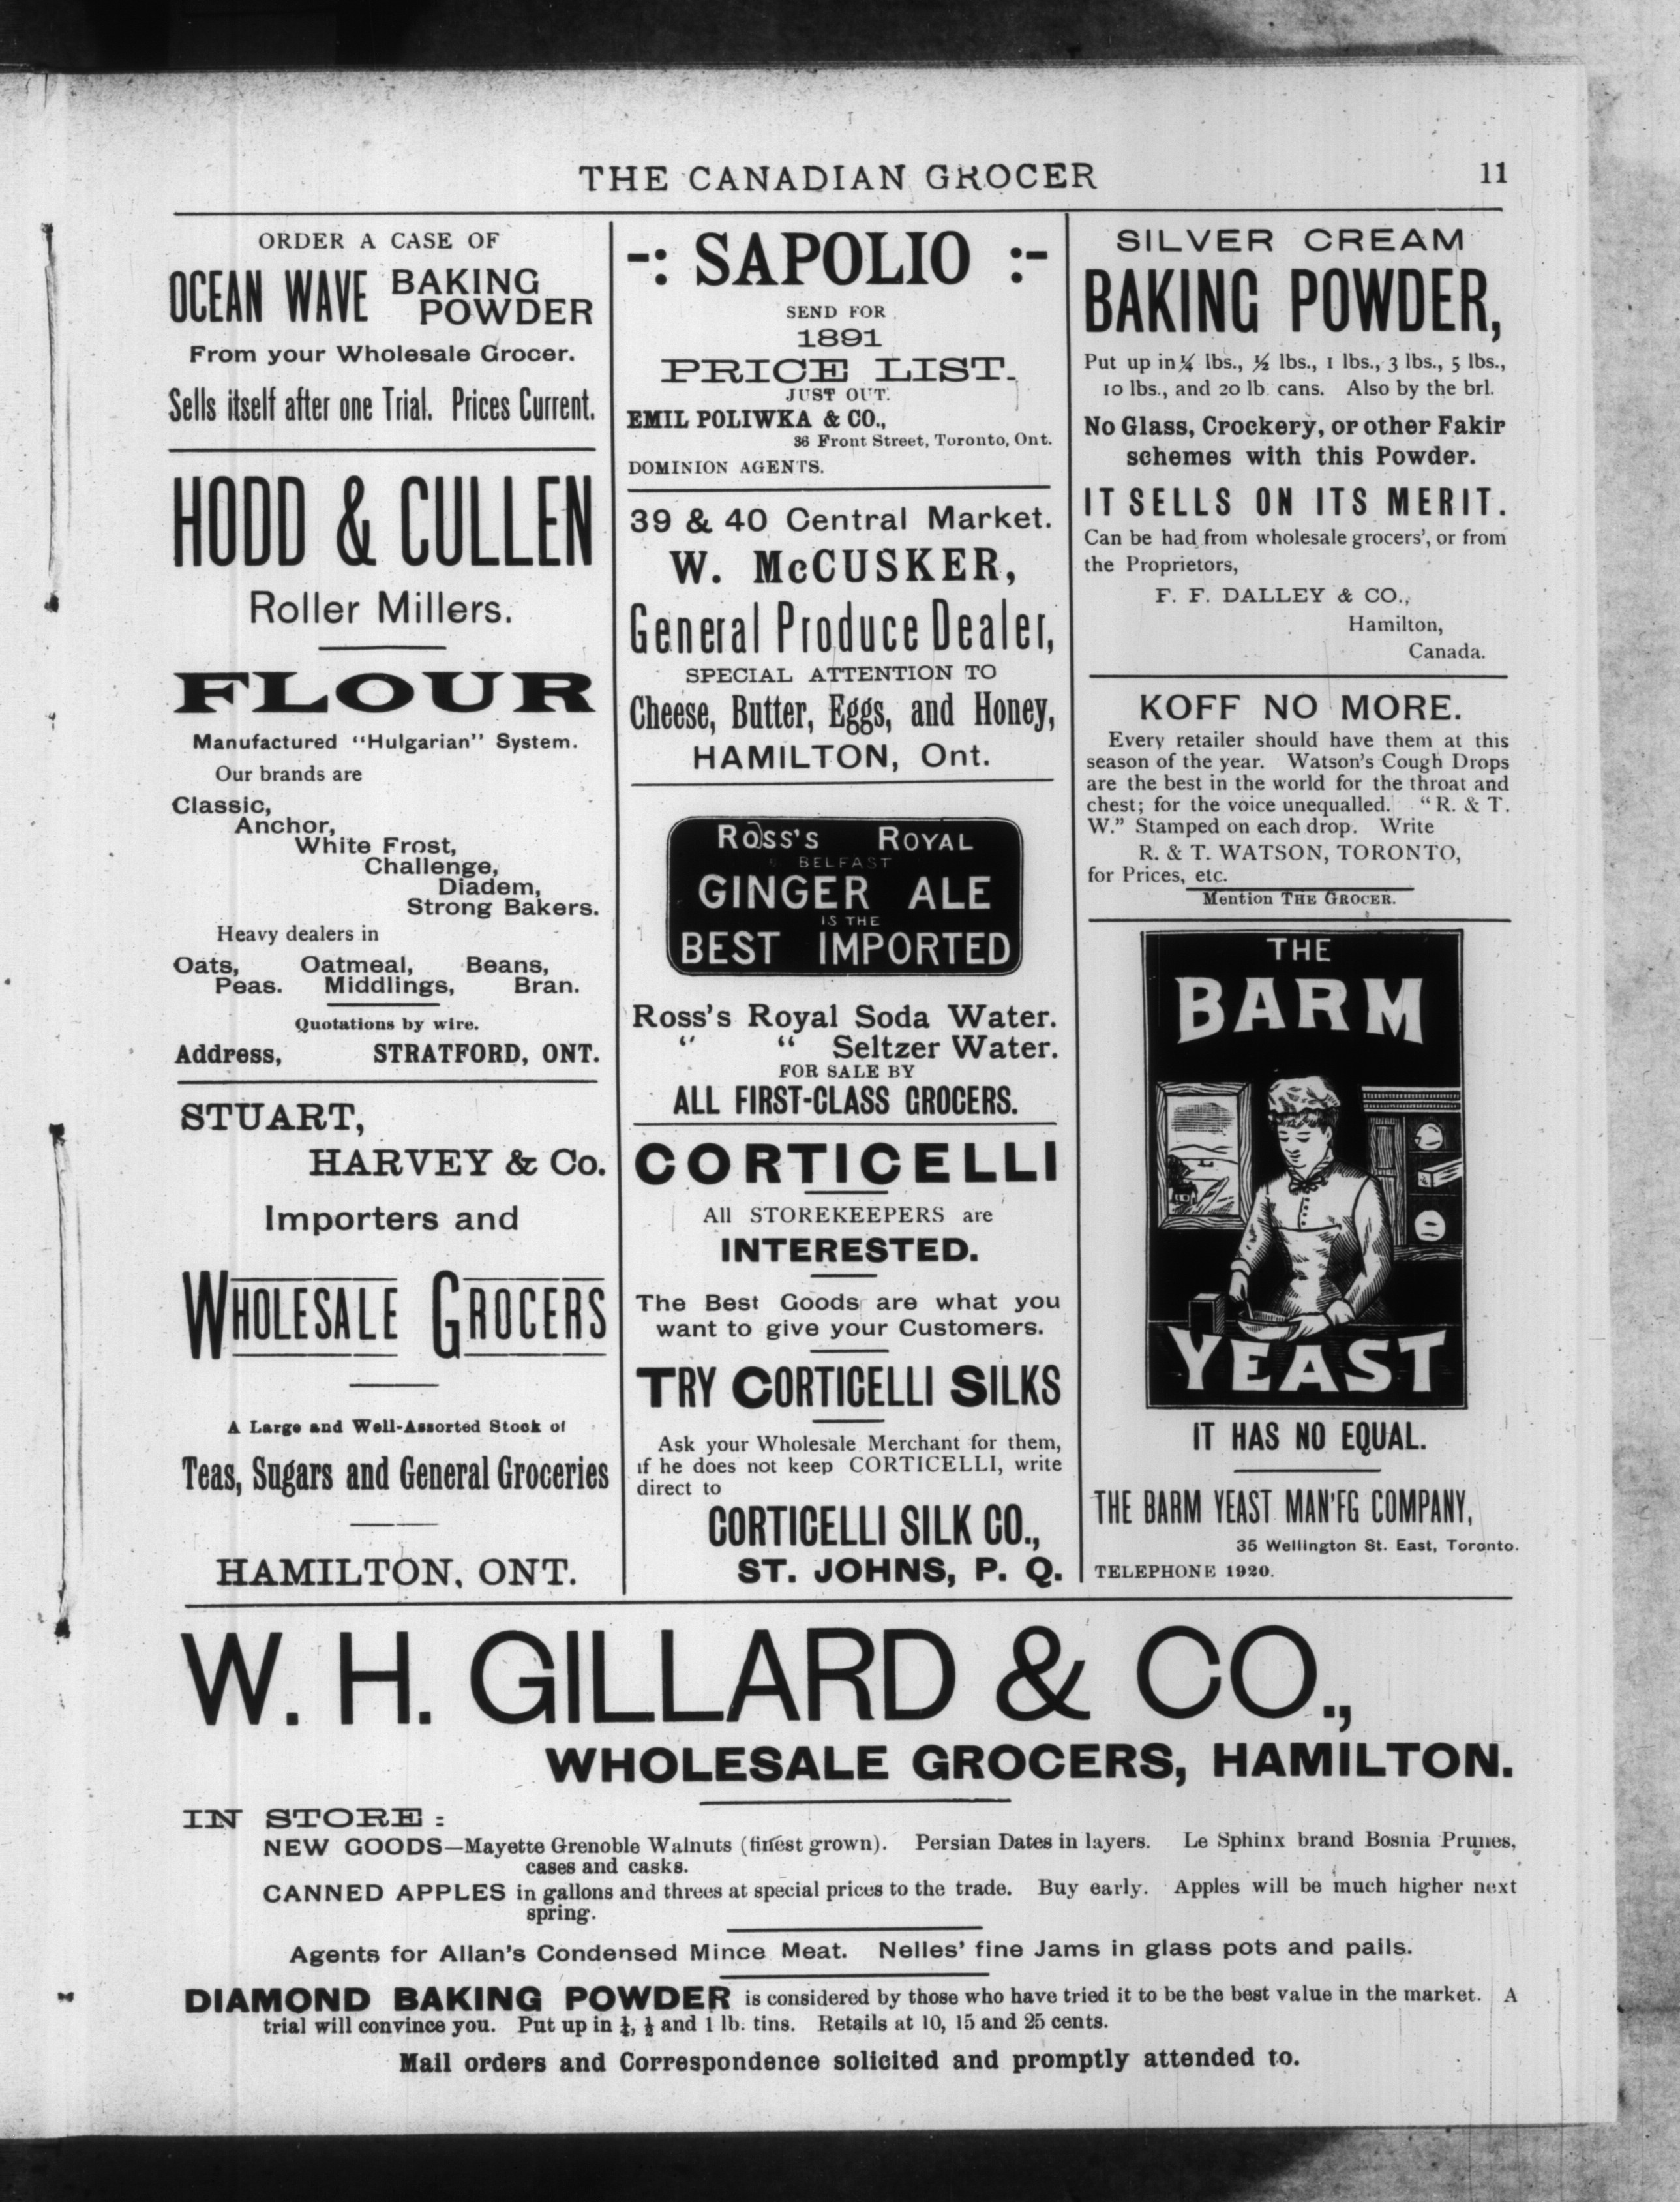 THE CANADIAN GROCER 11
ORDER A CASE OF
OCEAN WAVE BAKING POWDER
From your Wholesale Grocer.
Sells itself after one Trial. Prices Current.
HODD & CULLEN
Roller Millers.
FLOUR
Manufactured "Hulgarian" System.
Our brands are
Classic,
Anchor,
White Frost,
Challenge,
Diadem,
Strong Bakers.
Heavy dealers in
Oats, Oatmeal, Beans,
Peas. Middlings, Bran.
Quotations by wire.
Address, STRATFORD, ONT.
STUART,
HARVEY & Co.
Importers and
WHOLESALE GROCERS
A Large and Well-Assorted Stock of
Teas, Sugars and General Groceries
HAMILTON, ONT.
-: SAPOLIO :-
SEND FOR
1891
PRICE LIST.
JUST OUT.
EMIL POLIWKA & CO.,
36 Front Street, Toronto, Ont.
DOMINION AGENTS.
39 & 40 Central Market.
W. McCUSKER,
General Produce Dealer,
SPECIAL ATTENTION TO
Cheese, Butter, Eggs, and Honey,
HAMILTON, Ont.
ROSS'S ROYAL
BELFAST
GINGER ALE
IS THE
BEST IMPORTED
Ross's Royal Soda Water.
" " Seltzer Water.
FOR SALE BY
ALL FIRST-CLASS GROCERS.
CORTICELLI
All STOREKEEPERS are
INTERESTED.
The Best Goods are what you
want to give your Customers.
TRY CORTICELLI SILKS
Ask your Wholesale Merchant for them,
if he does not keep CORTICELLI, write
direct to
CORTICELLI SILK CO.,
ST. JOHNS, P. Q.
SILVER CREAM
BAKING POWDER,
Put up in ¼ lbs., ½ lbs., 1 lbs., 3 lbs., 5 lbs.,
10 lbs., and 20 lb. cans. Also by the brl.
No Glass, Crockery, or other Fakir
schemes with this Powder.
IT SELLS ON ITS MERIT.
Can be had from wholesale grocers', or from
the Proprietors,
F. F. DALLEY & CO.,
Hamilton,
Canada.
KOFF NO MORE.
Every retailer should have them at this
season of the year. Watson's Cough Drops
are the best in the world for the throat and
chest; for the voice unequalled. "R. & T.
W." Stamped on each drop. Write
R. & T. WATSON, TORONTO,
for Prices, etc.
Mention THE GROCER.
THE
BARM
YEAST
IT HAS NO EQUAL.
THE BARM YEAST MAN'FG COMPANY,
35 Wellington St. East, Toronto.
TELEPHONE 1920.
W. H. GILLARD & CO.,
WHOLESALE GROCERS, HAMILTON.
IN STORE:
NEW GOODS—Mayette Grenoble Walnuts (finest grown). Persian Dates in layers. Le Sphinx brand Bosnia Prunes,
cases and casks.
CANNED APPLES in gallons and threes at special prices to the trade. Buy early. Apples will be much higher next
spring.
Agents for Allan's Condensed Mince Meat. Nelles' fine Jams in glass pots and pails.
DIAMOND BAKING POWDER is considered by those who have tried it to be the best value in the market. A
trial will convince you. Put up in ¼, ½ and 1 lb. tins. Retails at 10, 15 and 25 cents.
Mail orders and Correspondence solicited and promptly attended to.